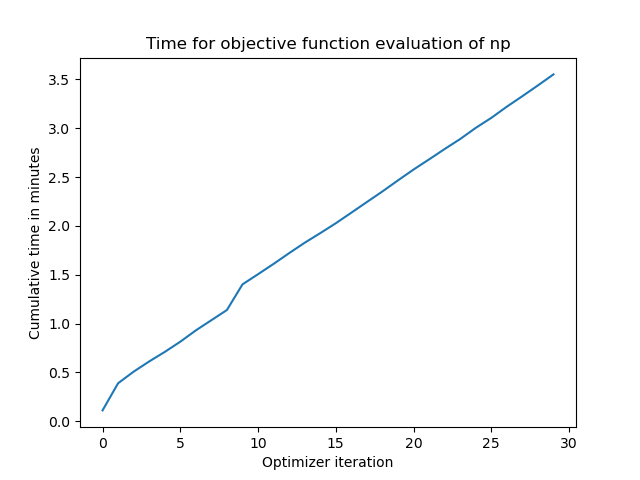 Time for objective function evaluation of np
Cumulative time in minutes
3.5
3.0
2.5
2.0
1.5
1.0
0.5
0.0
0 5 10 15 20 25 30
Optimizer iteration